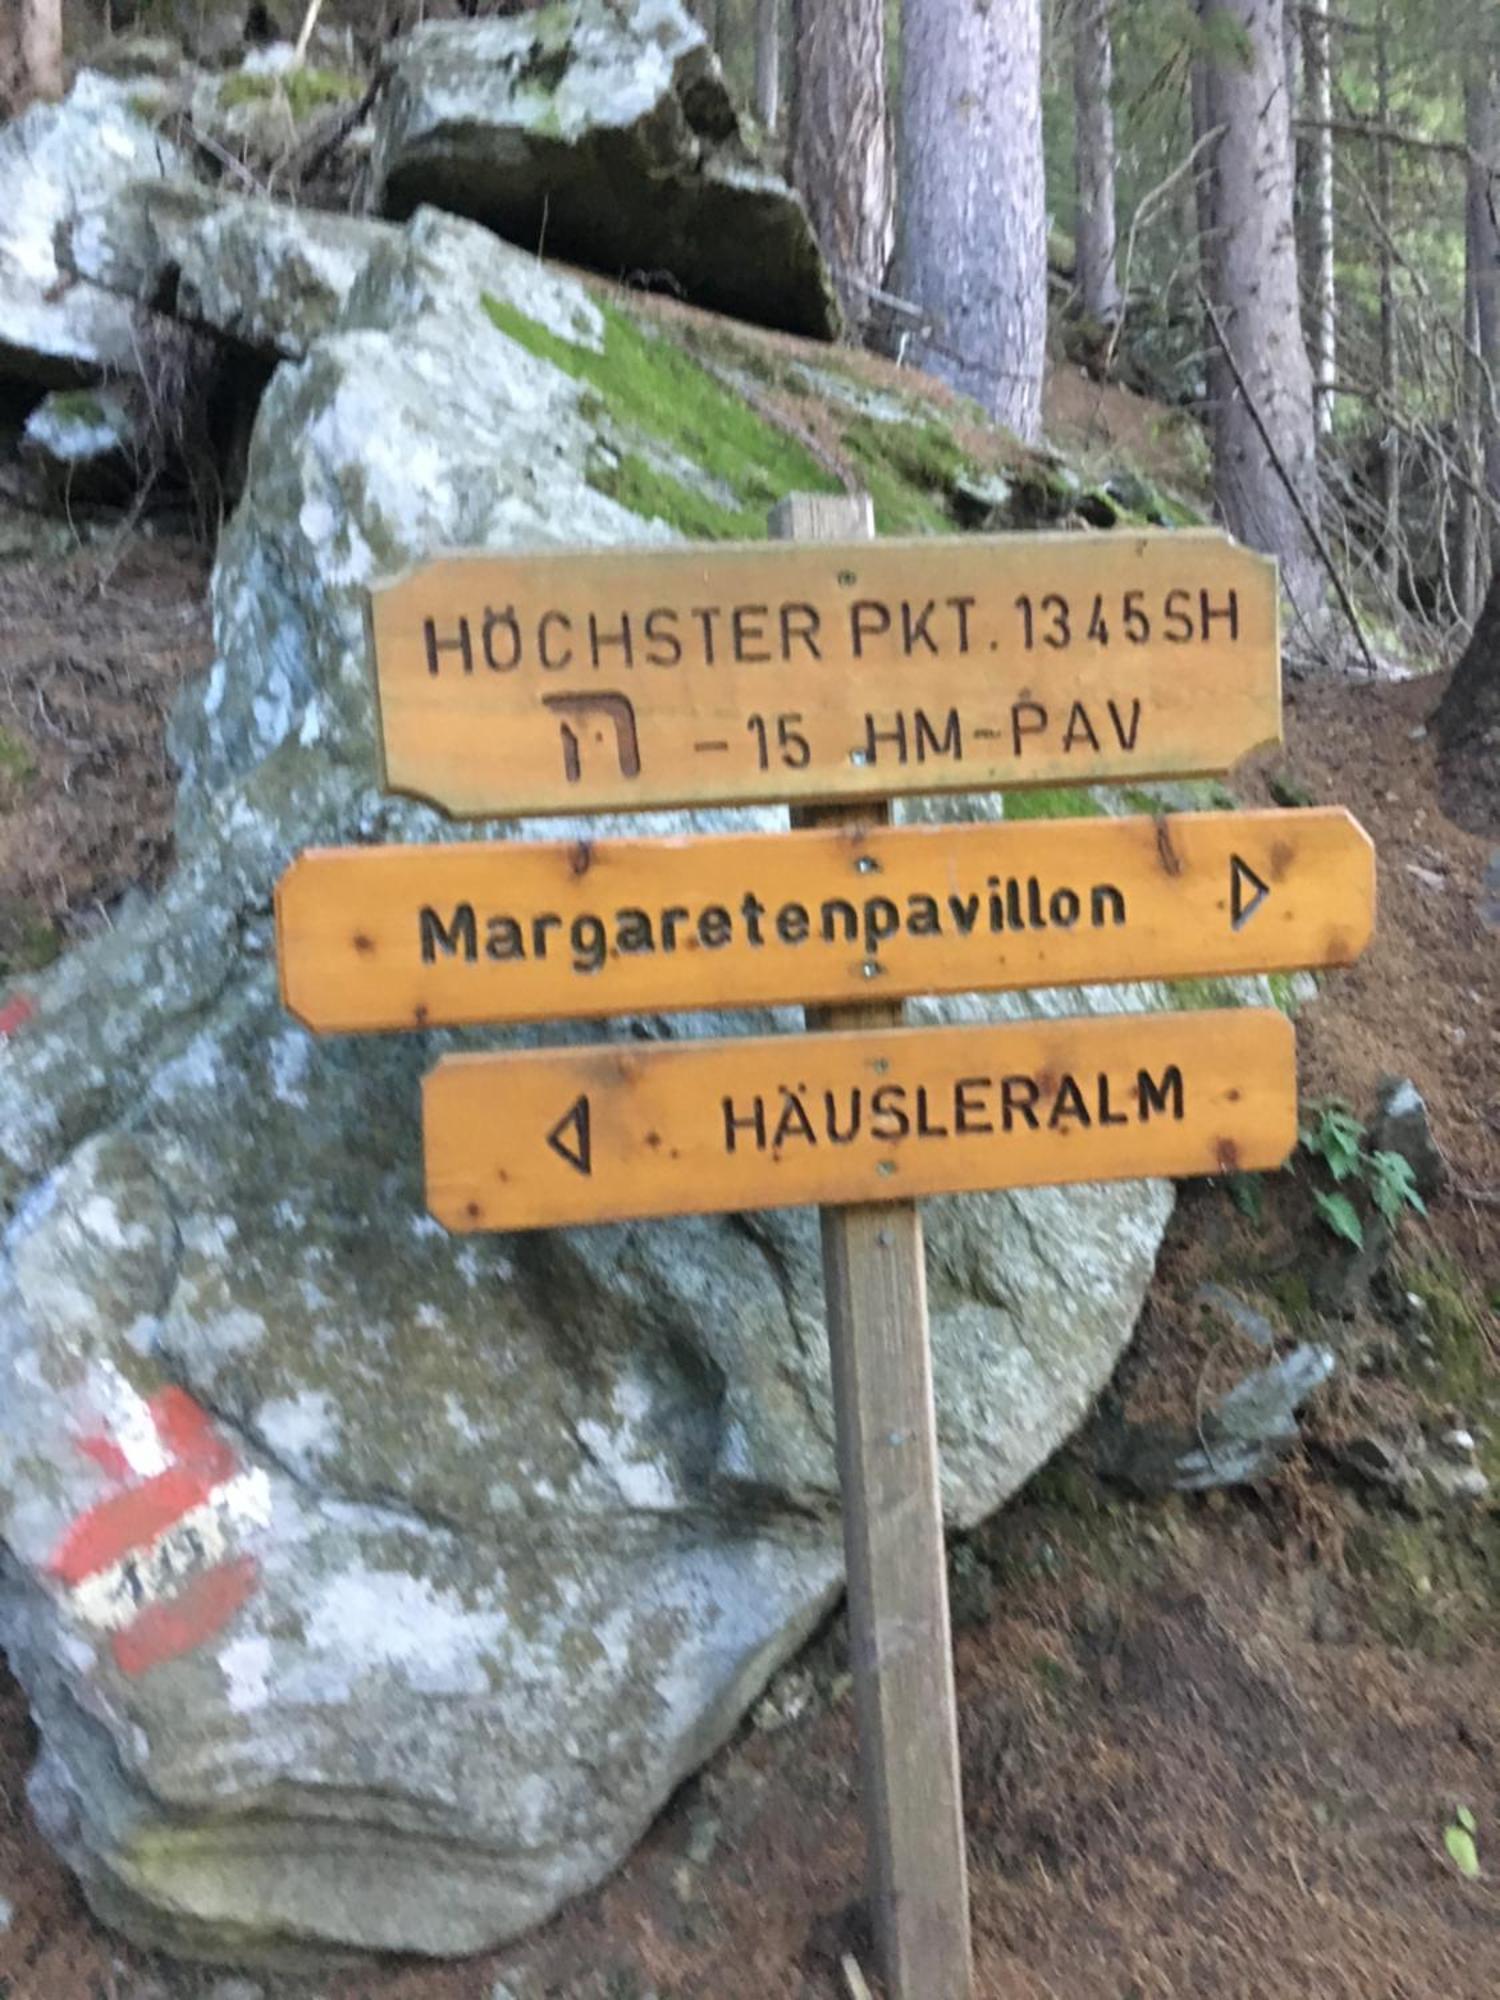 HÖCHSTER PKT. 1345SH
-15 HM-PAV
Margaretenpavillon
HÄUSLERALM